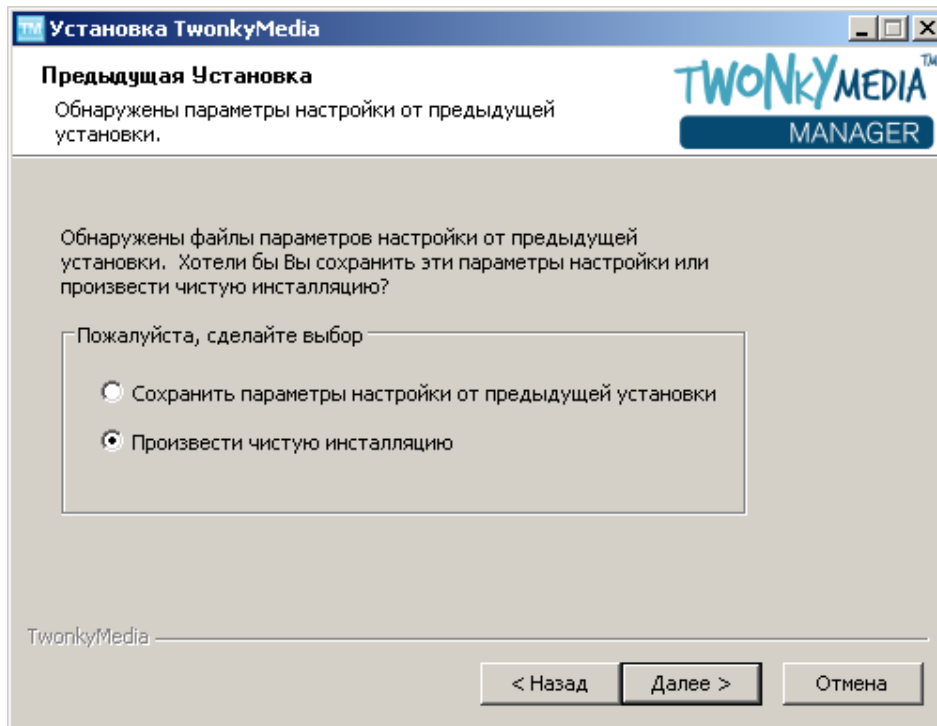 TM Установка TwonkyMedia
Предыдущая Установка
Обнаружены параметры настройки от предыдущей
установки.
TWONKYMEDIA™
MANAGER
Обнаружены файлы параметров настройки от предыдущей
установки. Хотели бы Вы сохранить эти параметры настройки или
произвести чистую инсталляцию?
Пожалуйста, сделайте выбор
Сохранить параметры настройки от предыдущей установки
Произвести чистую инсталляцию
TwonkyMedia
< Назад
Далее >
Отмена